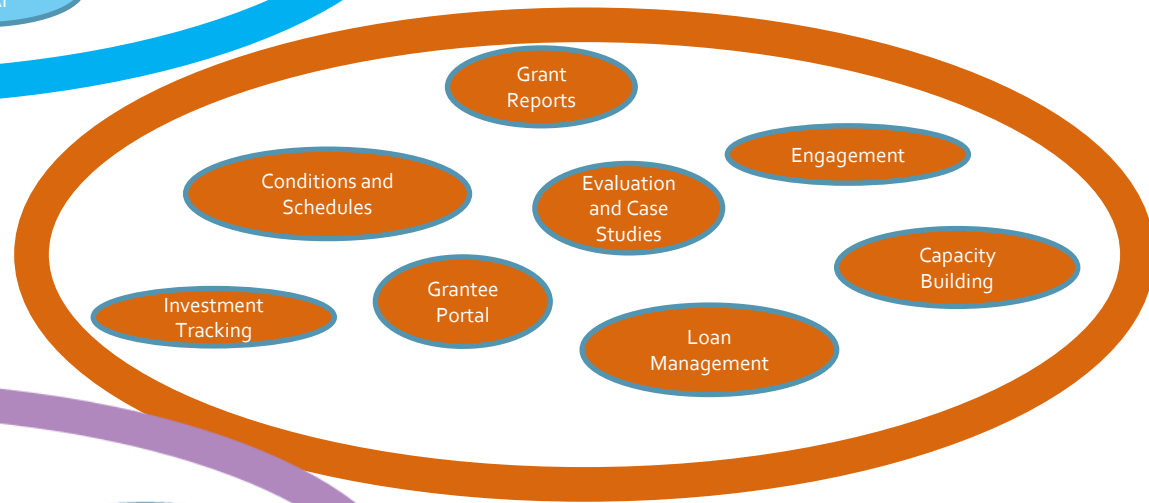 Grant
Reports
Engagement
Conditions and
Schedules
Evaluation
and Case
Studies
Capacity
Building
Grantee
Portal
Investment
Tracking
Loan
Management